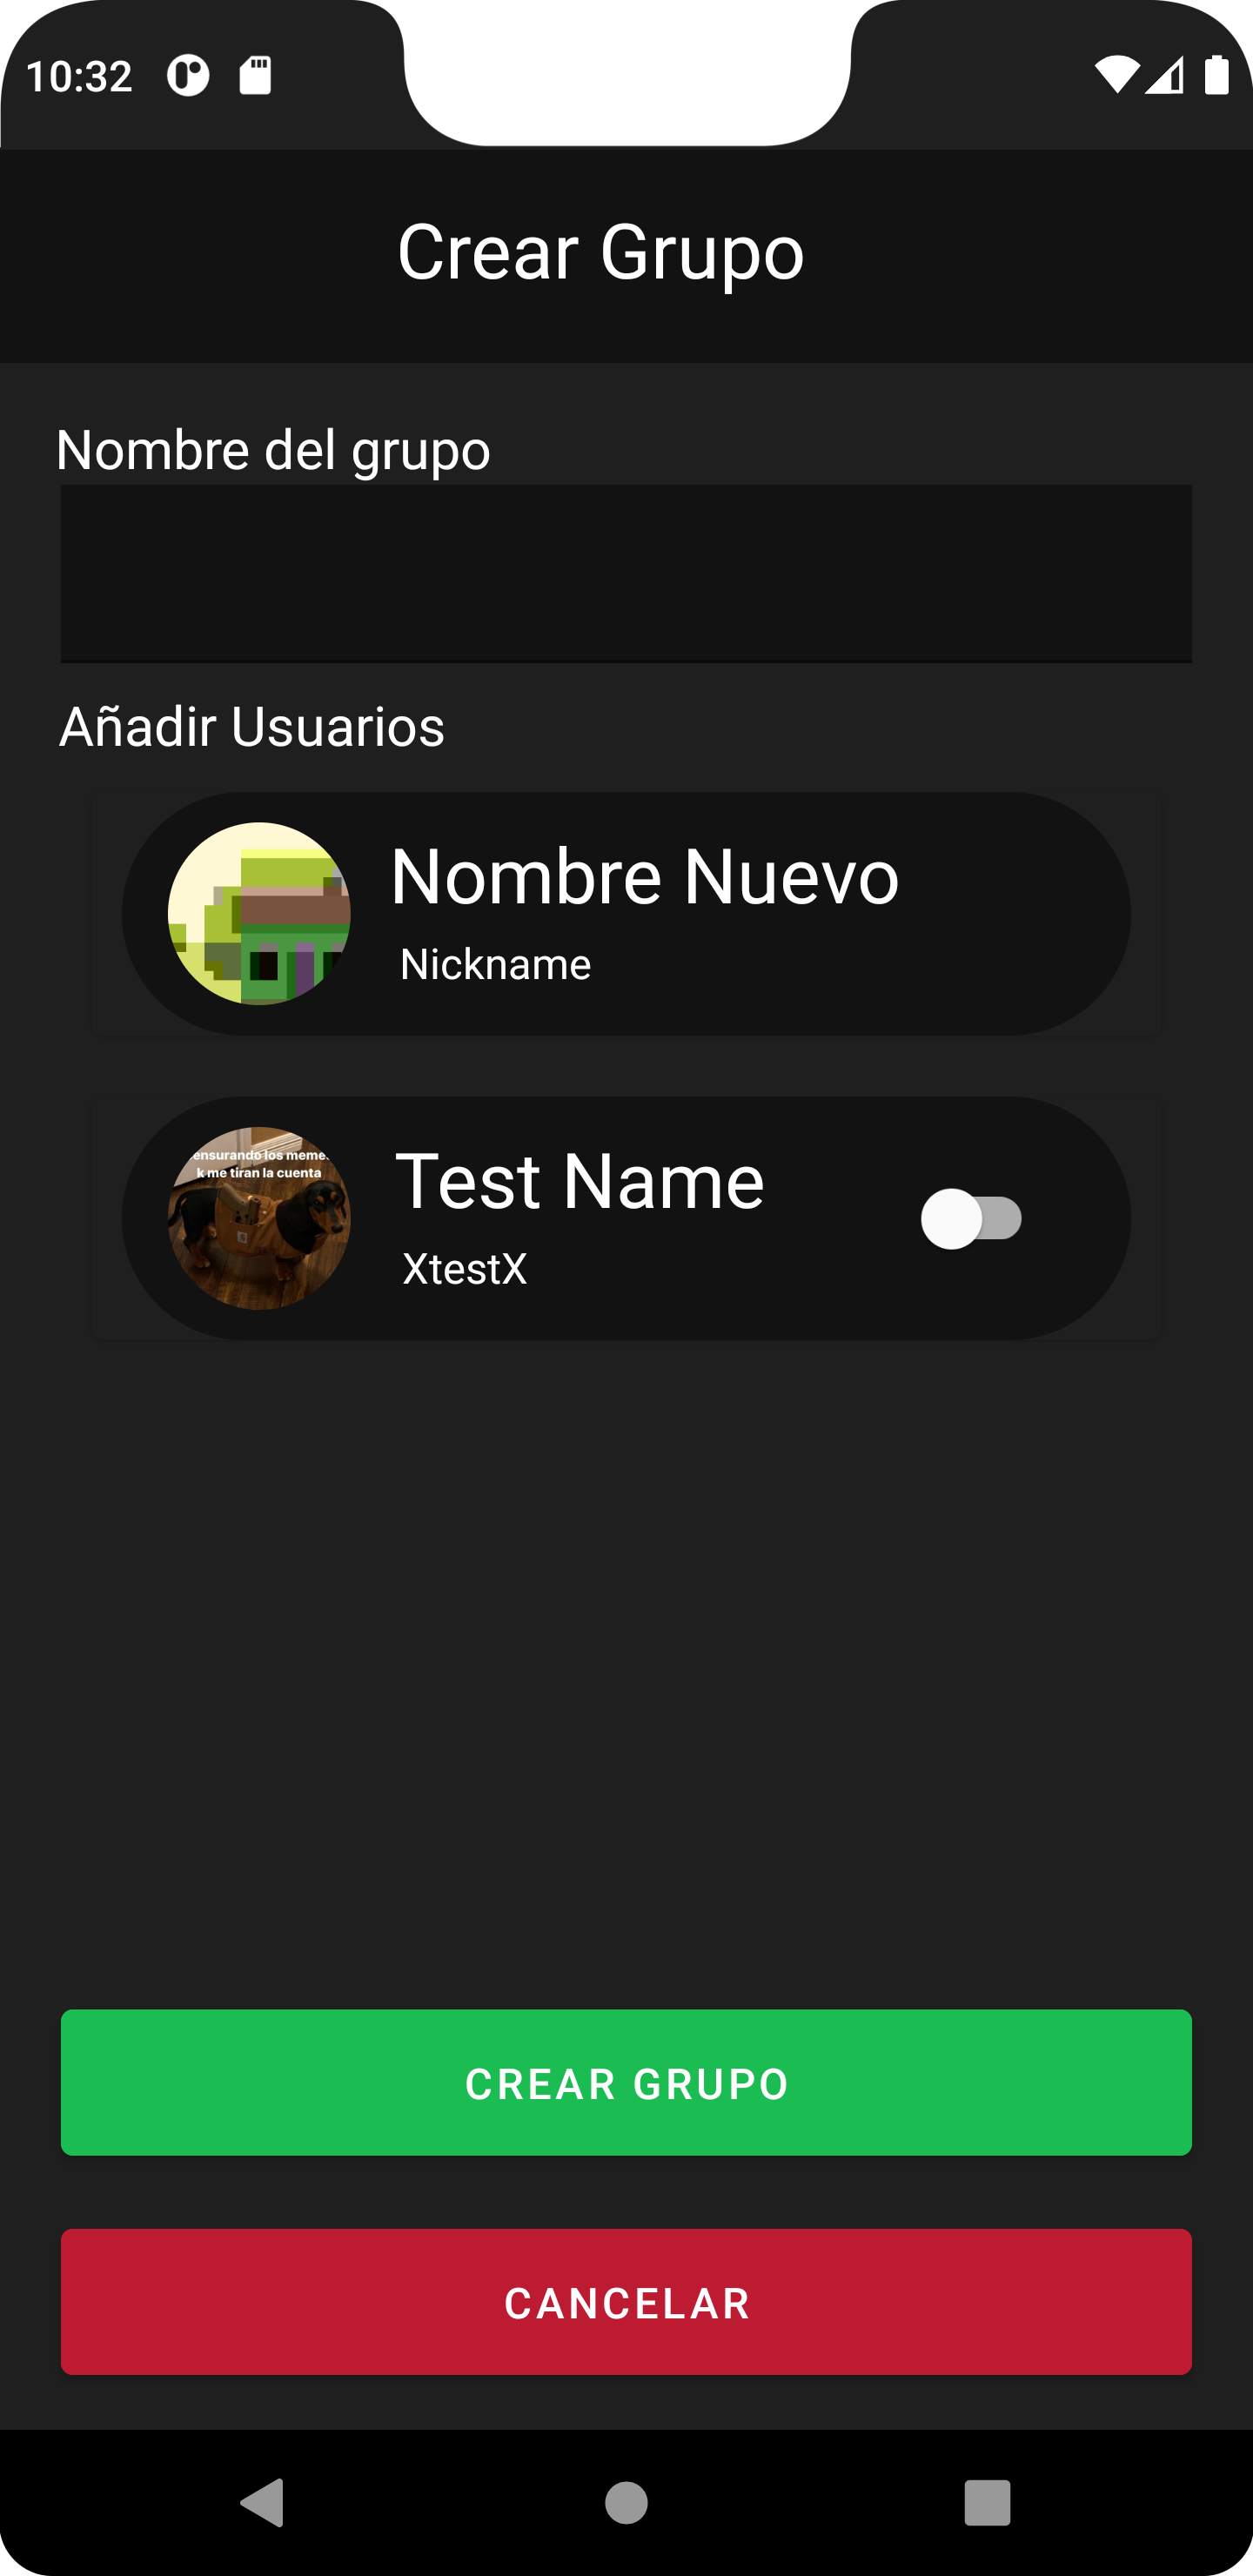 10:32
Crear Grupo
Nombre del grupo
Añadir Usuarios
Nombre Nuevo
Nickname
ensurando los meme
k me tiran la cuenta
Test Name
XtestX
CREAR GRUPO
CANCELAR